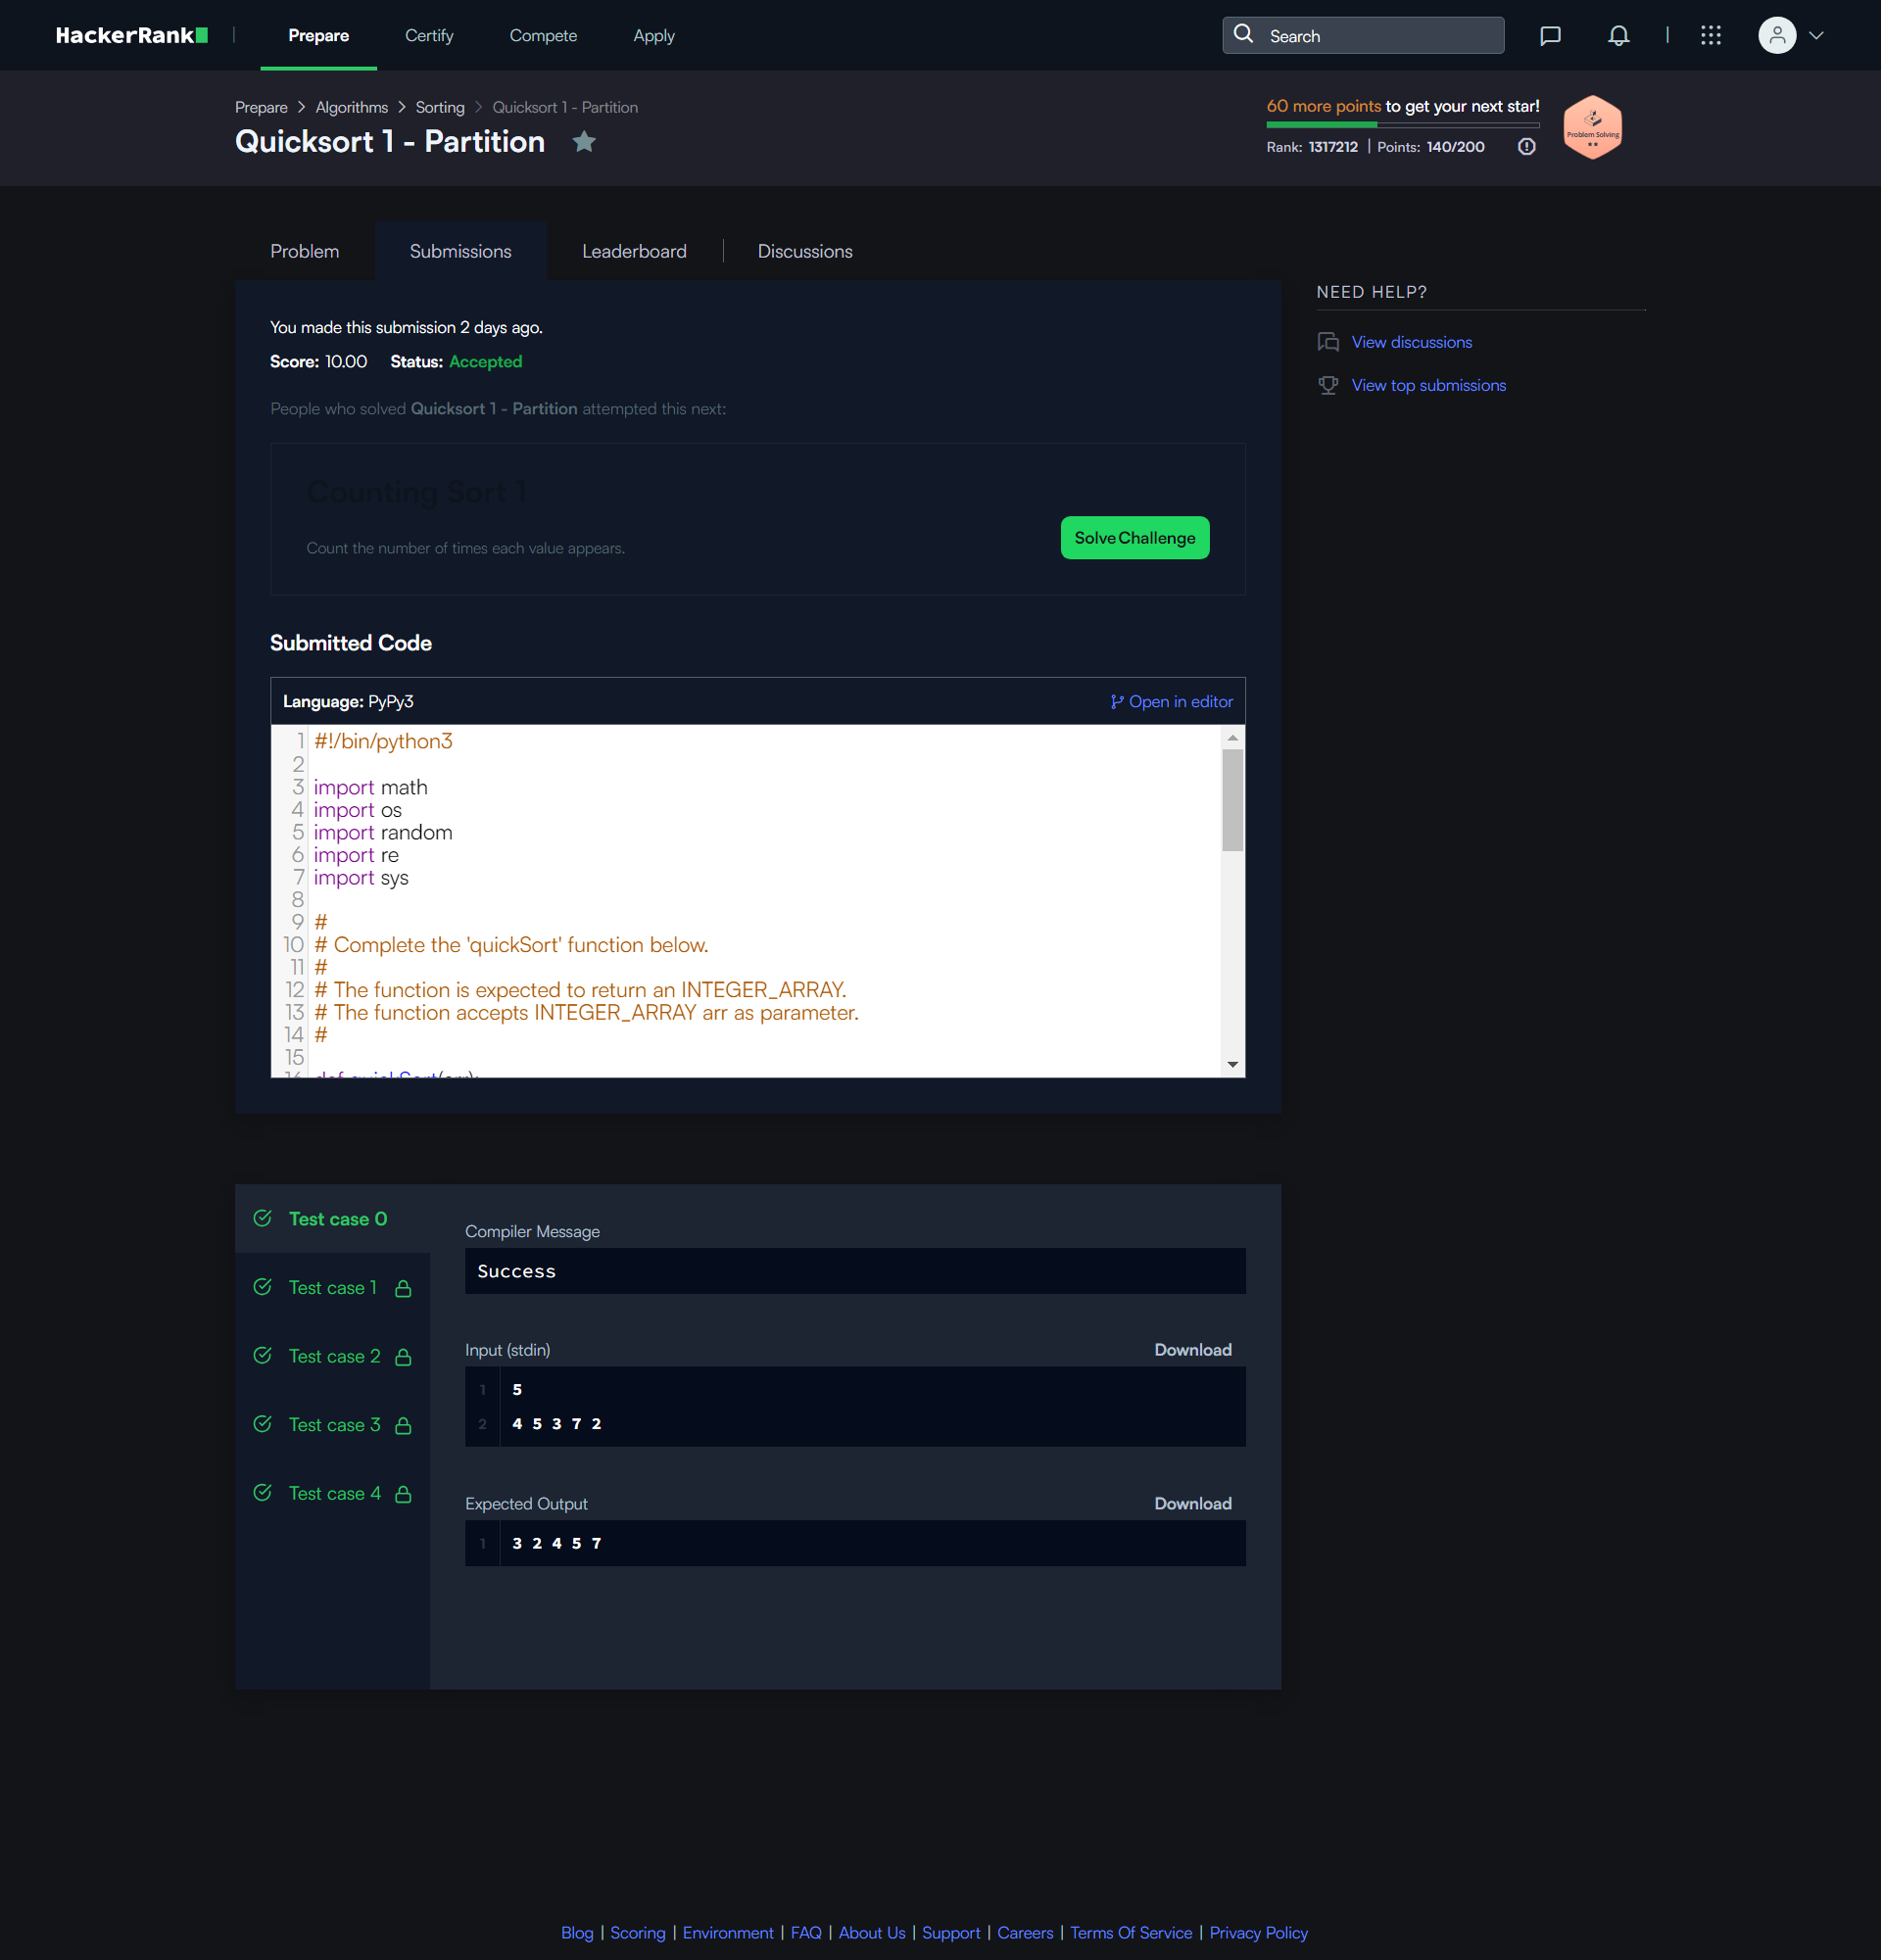 HackerRank
Prepare
Certify
Compete
Apply
Search
Prepare > Algorithms > Sorting > Quicksort 1 - Partition
Quicksort 1 - Partition
60 more points to get your next star!
Rank: 1317212 | Points: 140/200
Problem Solving
Problem
Submissions
Leaderboard
Discussions
You made this submission 2 days ago.
Score: 10.00 Status: Accepted
People who solved Quicksort 1 - Partition attempted this next:
Counting Sort 1
Count the number of times each value appears.
Solve Challenge
NEED HELP?
View discussions
View top submissions
Submitted Code
Language: PyPy3
Open in editor
1 #!/bin/python3
2
3 import math
4 import os
5 import random
6 import re
7 import sys
8
9 #
10 # Complete the 'quickSort' function below.
11 #
12 # The function is expected to return an INTEGER_ARRAY.
13 # The function accepts INTEGER_ARRAY arr as parameter.
14 #
15
16 def quickSort(arr):
Test case 0
Test case 1
Test case 2
Test case 3
Test case 4
Compiler Message
Success
Input (stdin)
Download
1 5
2 4 5 3 7 2
Expected Output
Download
1 3 2 4 5 7
Blog | Scoring | Environment | FAQ | About Us | Support | Careers | Terms Of Service | Privacy Policy